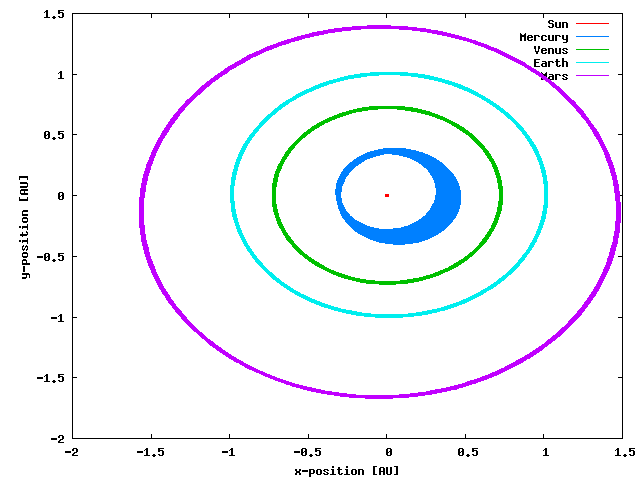 1.5
Sun
Mercury
Venus
1
Earth
Mars
0.5
0
y-position [AU]
-0.5
-1
-1.5
-2
-2 -1.5 -1 -0.5 0 0.5 1 1.5
x-position [AU]